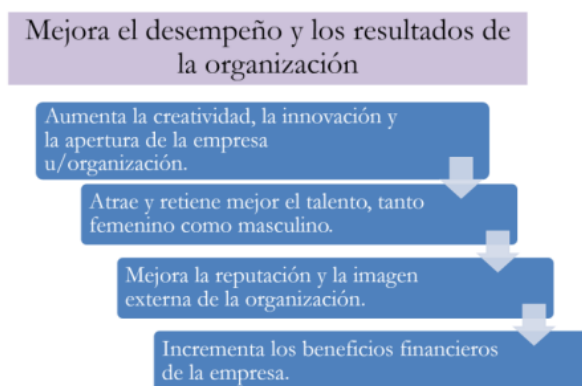 Mejora el desempeño y los resultados de
la organización
Aumenta la creatividad, la innovación y
la apertura de la empresa
u/organización.
Atrae y retiene mejor el talento, tanto
femenino como masculino.
Mejora la reputación y la imagen
externa de la organización.
Incrementa los beneficios financieros
de la empresa.